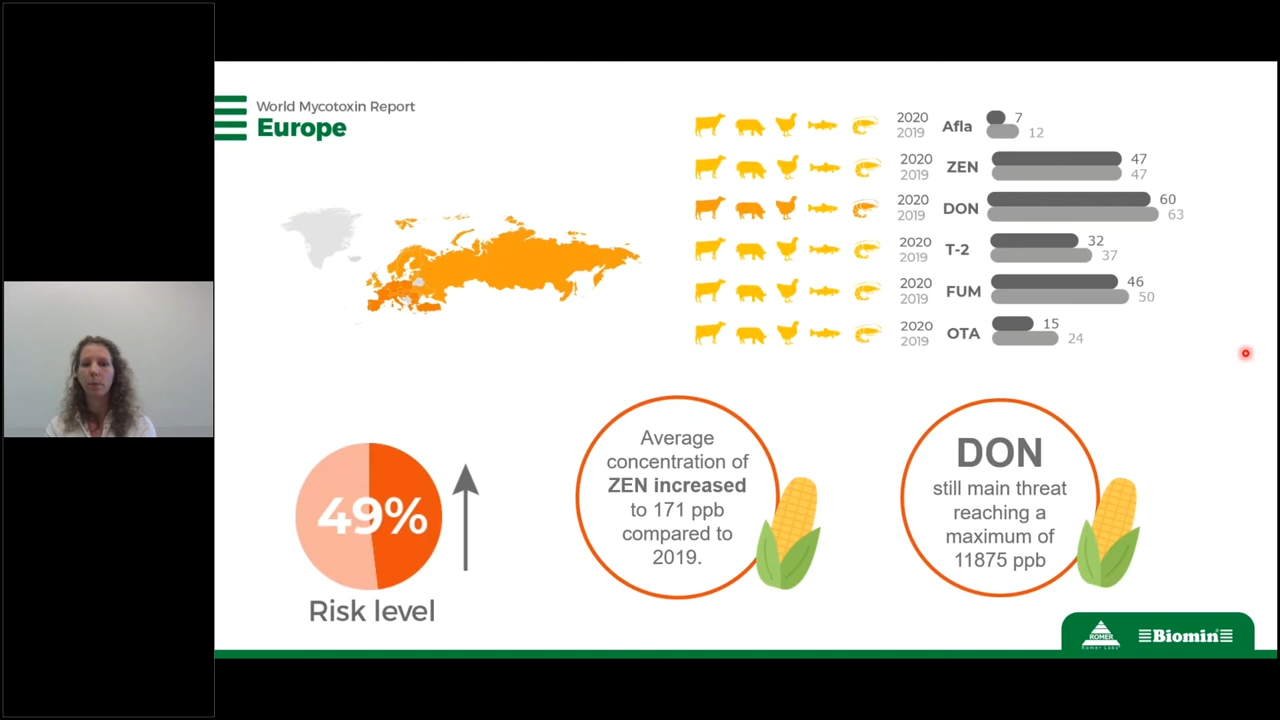 World Mycotoxin Report
Europe
2020 Afla 7
2019 12
2020 ZEN 47
2019 47
2020 DON 60
2019 63
2020 T-2 32
2019 37
2020 FUM 46
2019 50
2020 OTA 15
2019 24
49%
Risk level
Average
concentration of
ZEN increased
to 171 ppb
compared to
2019.
DON
still main threat
reaching a
maximum of
11875 ppb
ROMER
Romer Labs
Biomin